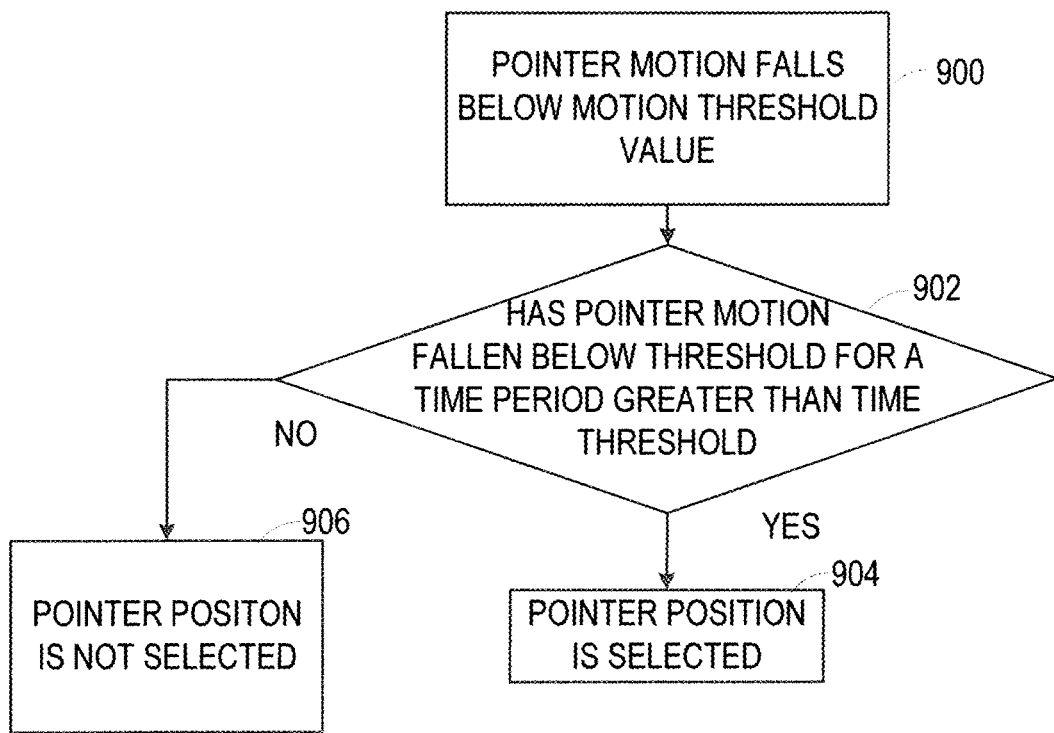 POINTER MOTION FALLS
BELOW MOTION THRESHOLD
VALUE
900
902
HAS POINTER MOTION
FALLEN BELOW THRESHOLD FOR A
TIME PERIOD GREATER THAN TIME
THRESHOLD
NO
YES
906
POINTER POSITON
IS NOT SELECTED
904
POINTER POSITION
IS SELECTED